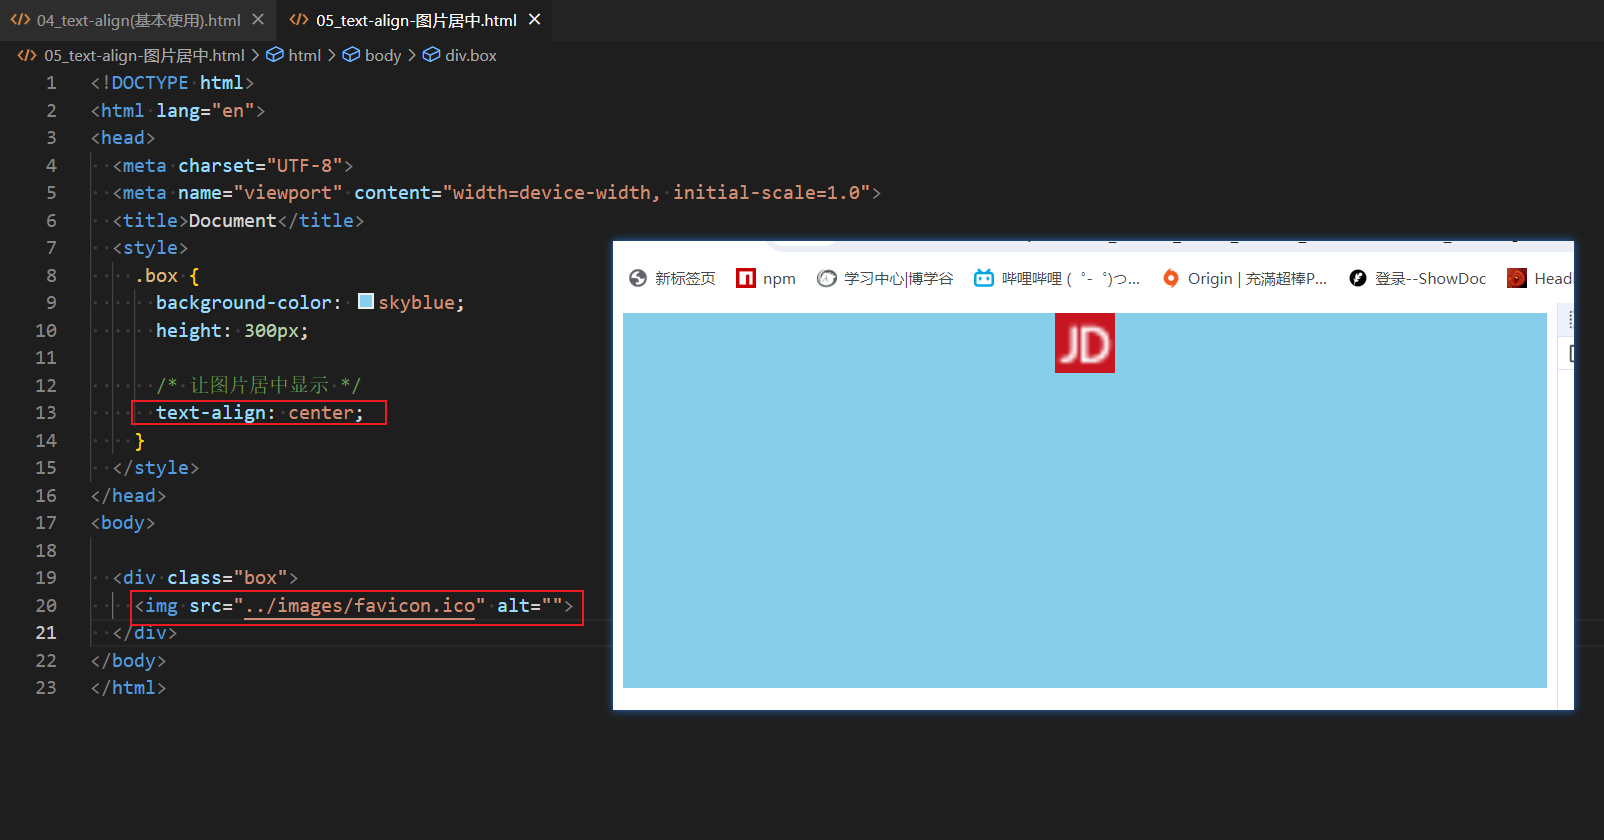 04_text-align(基本使用).html
05_text-align-图片居中.html
05_text-align-图片居中.html > html > body > div.box
1 <!DOCTYPE html>
2 <html lang="en">
3 <head>
4 <meta charset="UTF-8">
5 <meta name="viewport" content="width=device-width, initial-scale=1.0">
6 <title>Document</title>
7 <style>
8 .box {
9 background-color: skyblue;
10 height: 300px;
11
12 /* 让图片居中显示 */
13 text-align: center;
14 }
15 </style>
16 </head>
17 <body>
18
19 <div class="box">
20 <img src="../images/favicon.ico" alt="">
21 </div>
22 </body>
23 </html>
新标签页 npm 学习中心|博学谷 哔哩哔哩 (゜-゜)つ... Origin | 充滿超棒P... 登录--ShowDoc Head
JD